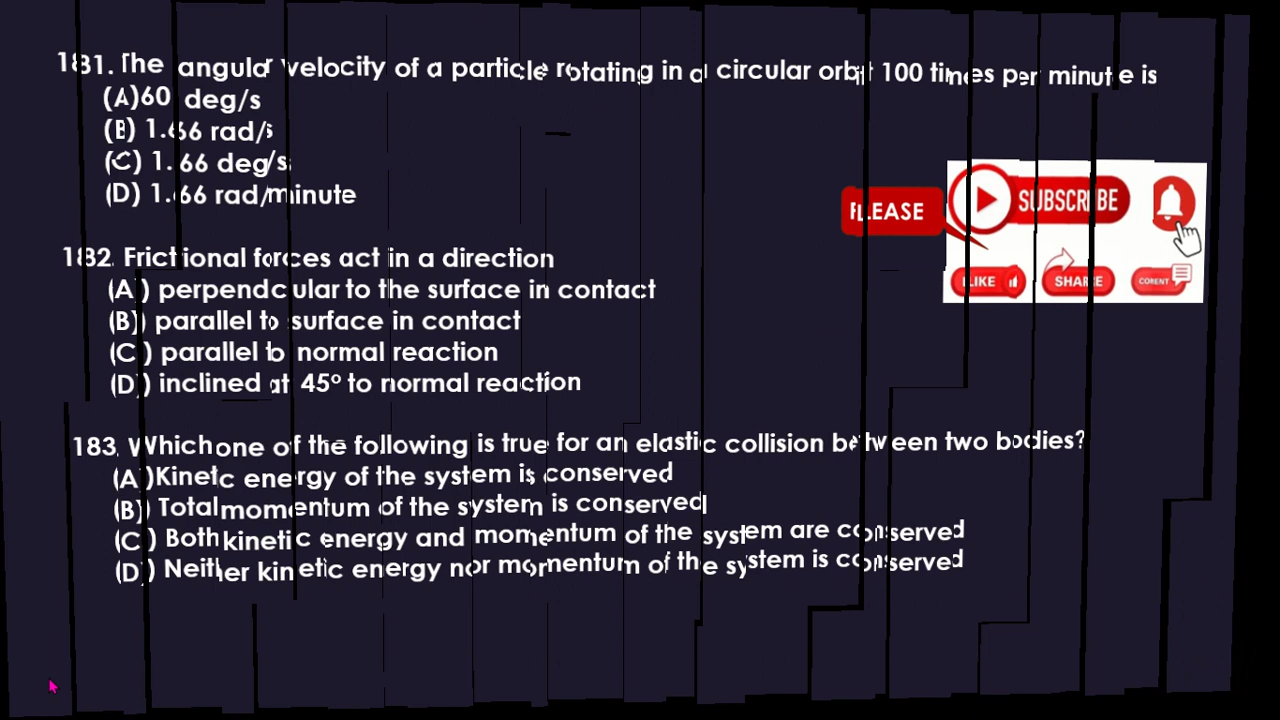 181. The angular velocity of a particle rotating in a circular orbit 100 times per minute is
(A)60 deg/s
(B) 1.66 rad/s
(C) 1.66 deg/s
(D) 1.66 rad/minute
PLEASE
SUBSCRIBE
LIKE
SHARE
182. Frictional forces act in a direction
(A) perpendcular to the surface in contact
(B) parallel to surface in contact
(C) parallel to normal reaction
(D) inclined at 45° to normal reaction
183. Which one of the following is true for an elastic collision between two bodies?
(A)Kinetic energy of the system is conserved
(B) Total momentum of the system is conserved
(C) Both kinetic energy and momentum of the system are conserved
(D) Neither kinetic energy nor momentum of the system is conserved